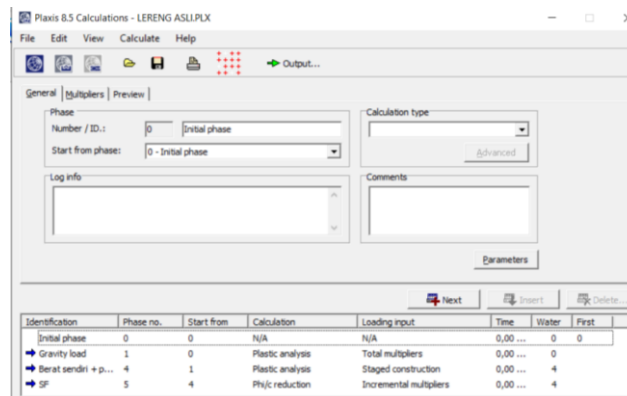 Plaxis 8.5 Calculations - LERENG ASLI.PLX
File Edit View Calculate Help
Output...
General Multipliers Preview
Phase
Number / ID.: 0 Initial phase
Start from phase: 0 - Initial phase
Calculation type
Advanced
Log info
Comments
Parameters
Next Insert Delete...
Identification Phase no. Start from Calculation Loading input Time Water First
Initial phase 0 0 N/A N/A 0,00 ... 0 0
Gravity load 1 0 Plastic analysis Total multipliers 0,00 ... 0
Berat sendiri + p... 4 1 Plastic analysis Staged construction 0,00 ... 4
SF 5 4 Phi/c reduction Incremental multipliers 0,00 ... 4